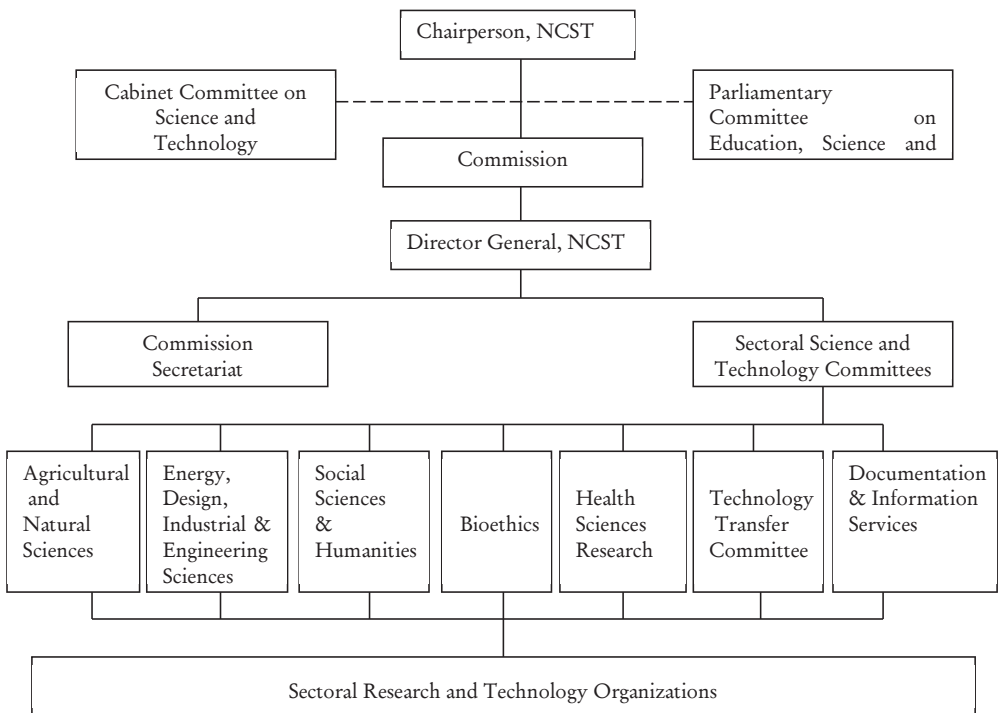 Chairperson, NCST
Cabinet Committee on
Science and
Technology
Parliamentary
Committee on
Education, Science and
Commission
Director General, NCST
Commission
Secretariat
Sectoral Science and
Technology Committees
Agricultural
and
Natural
Sciences
Energy,
Design,
Industrial &
Engineering
Sciences
Social
Sciences
&
Humanities
Bioethics
Health
Sciences
Research
Technology
Transfer
Committee
Documentation
& Information
Services
Sectoral Research and Technology Organizations